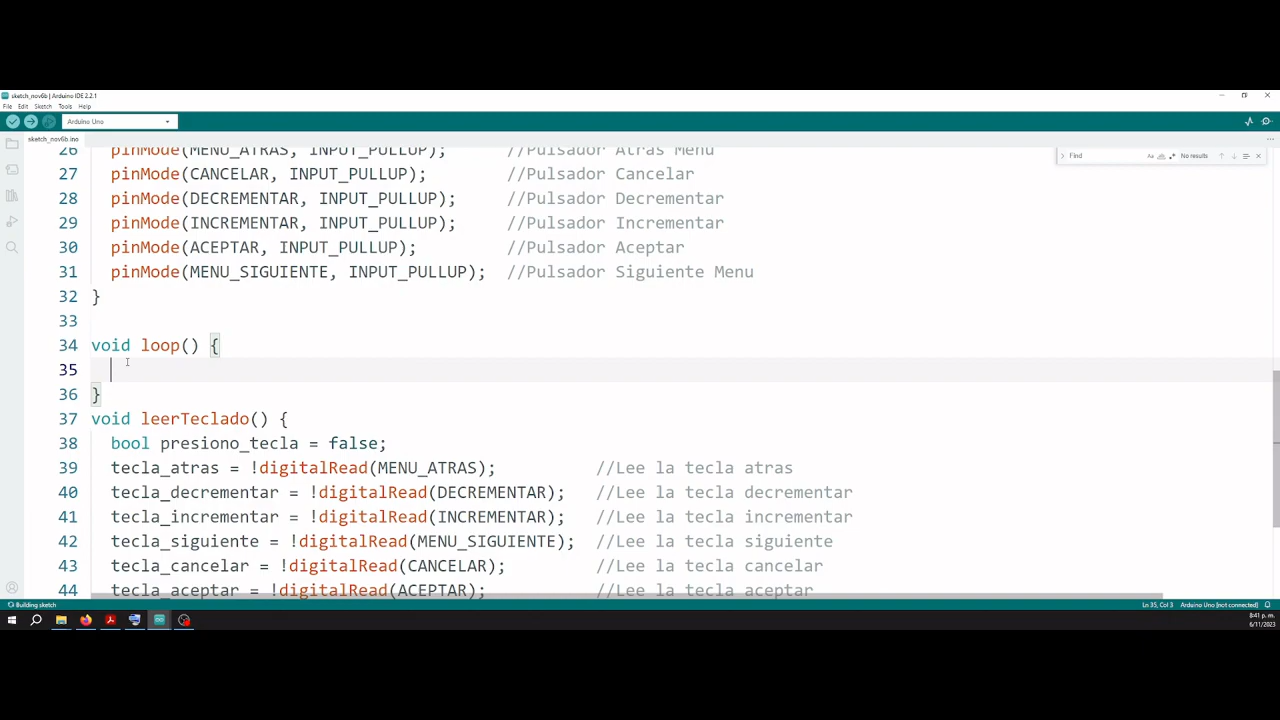 sketch_nov6b | Arduino IDE 2.2.1
File Edit Sketch Tools Help
Arduino Uno
sketch_nov6b.ino
Find
Aa
No results
26 pinMode(MENU_ATRAS, INPUT_PULLUP); //Pulsador Atras Menu
27 pinMode(CANCELAR, INPUT_PULLUP); //Pulsador Cancelar
28 pinMode(DECREMENTAR, INPUT_PULLUP); //Pulsador Decrementar
29 pinMode(INCREMENTAR, INPUT_PULLUP); //Pulsador Incrementar
30 pinMode(ACEPTAR, INPUT_PULLUP); //Pulsador Aceptar
31 pinMode(MENU_SIGUIENTE, INPUT_PULLUP); //Pulsador Siguiente Menu
32 }
33
34 void loop() {
35
36 }
37 void leerTeclado() {
38 bool presiono_tecla = false;
39 tecla_atras = !digitalRead(MENU_ATRAS); //Lee la tecla atras
40 tecla_decrementar = !digitalRead(DECREMENTAR); //Lee la tecla decrementar
41 tecla_incrementar = !digitalRead(INCREMENTAR); //Lee la tecla incrementar
42 tecla_siguiente = !digitalRead(MENU_SIGUIENTE); //Lee la tecla siguiente
43 tecla_cancelar = !digitalRead(CANCELAR); //Lee la tecla cancelar
44 tecla_aceptar = !digitalRead(ACEPTAR); //Lee la tecla aceptar
Building sketch
Ln 35, Col 3 Arduino Uno [not connected]
8:41 p. m.
6/11/2023